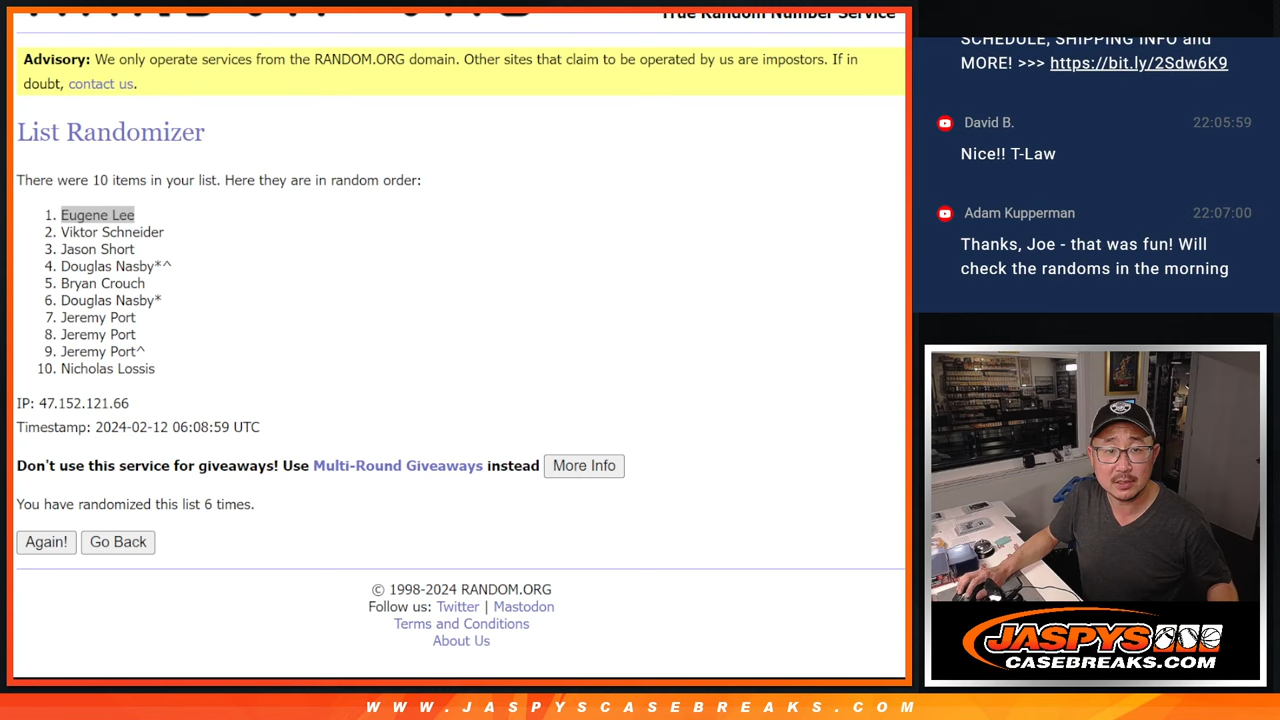 True Random Number Service
Advisory: We only operate services from the RANDOM.ORG domain. Other sites that claim to be operated by us are impostors. If in
doubt, contact us.
List Randomizer
There were 10 items in your list. Here they are in random order:
1. Eugene Lee
2. Viktor Schneider
3. Jason Short
4. Douglas Nasby*^
5. Bryan Crouch
6. Douglas Nasby*
7. Jeremy Port
8. Jeremy Port
9. Jeremy Port^
10. Nicholas Lossis
IP: 47.152.121.66
Timestamp: 2024-02-12 06:08:59 UTC
Don't use this service for giveaways! Use Multi-Round Giveaways instead More Info
You have randomized this list 6 times.
Again! Go Back
© 1998-2024 RANDOM.ORG
Follow us: Twitter | Mastodon
Terms and Conditions
About Us
SCHEDULE, SHIPPING INFO and
MORE! >>> https://bit.ly/2Sdw6K9
David B. 22:05:59
Nice!! T-Law
Adam Kupperman 22:07:00
Thanks, Joe - that was fun! Will
check the randoms in the morning
JASPYS
CASEBREAKS.COM
WWW.JASPYSCASEBREAKS.COM